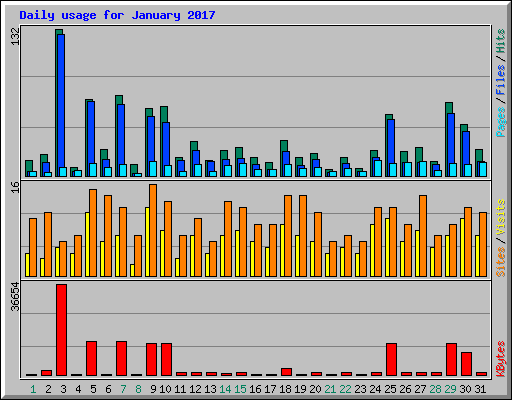 Daily usage for January 2017
132
Pages / Files / Hits
16
Sites / Visits
36654
KBytes
1 2 3 4 5 6 7 8 9 10 11 12 13 14 15 16 17 18 19 20 21 22 23 24 25 26 27 28 29 30 31